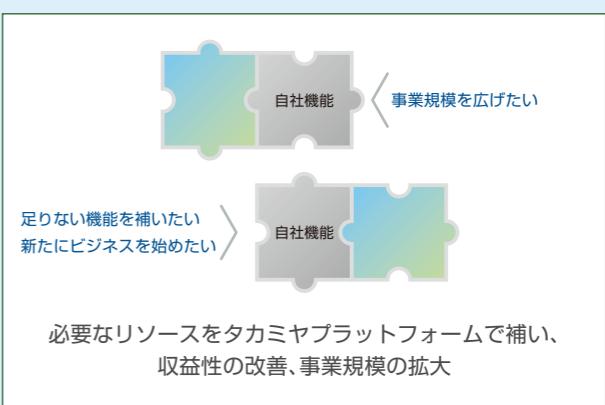 自社機能
事業規模を広げたい
足りない機能を補いたい
新たにビジネスを始めたい
自社機能
必要なリソースをタカミヤプラットフォームで補い、
収益性の改善、事業規模の拡大